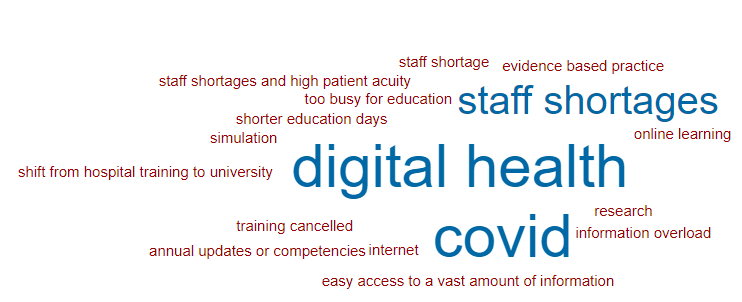 staff shortage
evidence based practice
staff shortages and high patient acuity
too busy for education
staff shortages
shorter education days
simulation
online learning
shift from hospital training to university
digital health
research
training cancelled
covid
information overload
annual updates or competencies
internet
easy access to a vast amount of information